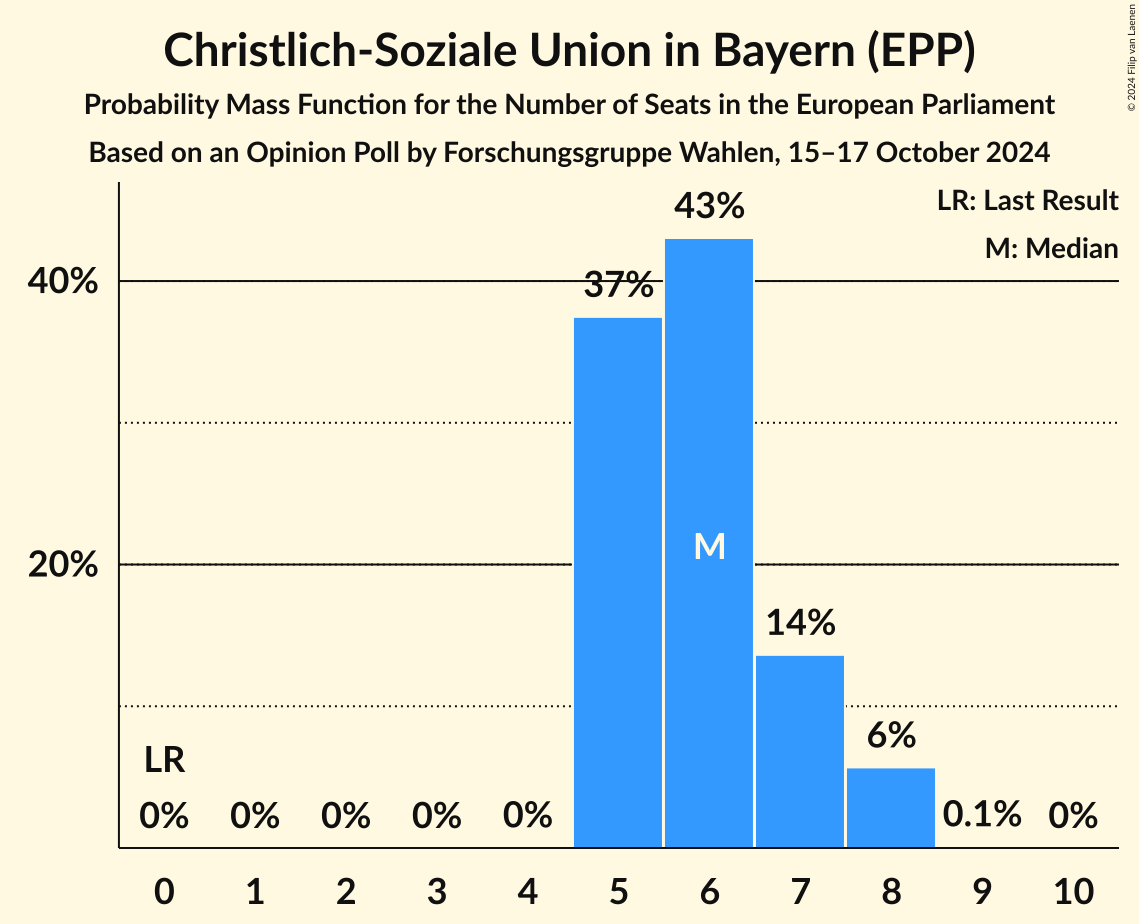 Christlich-Soziale Union in Bayern (EPP)
Probability Mass Function for the Number of Seats in the European Parliament
Based on an Opinion Poll by Forschungsgruppe Wahlen, 15–17 October 2024
© 2024 Filip van Laenen
LR: Last Result
M: Median
43%
40%
37%
M
20%
14%
6%
LR
0% 0% 0% 0% 0% 0.1% 0%
0 1 2 3 4 5 6 7 8 9 10